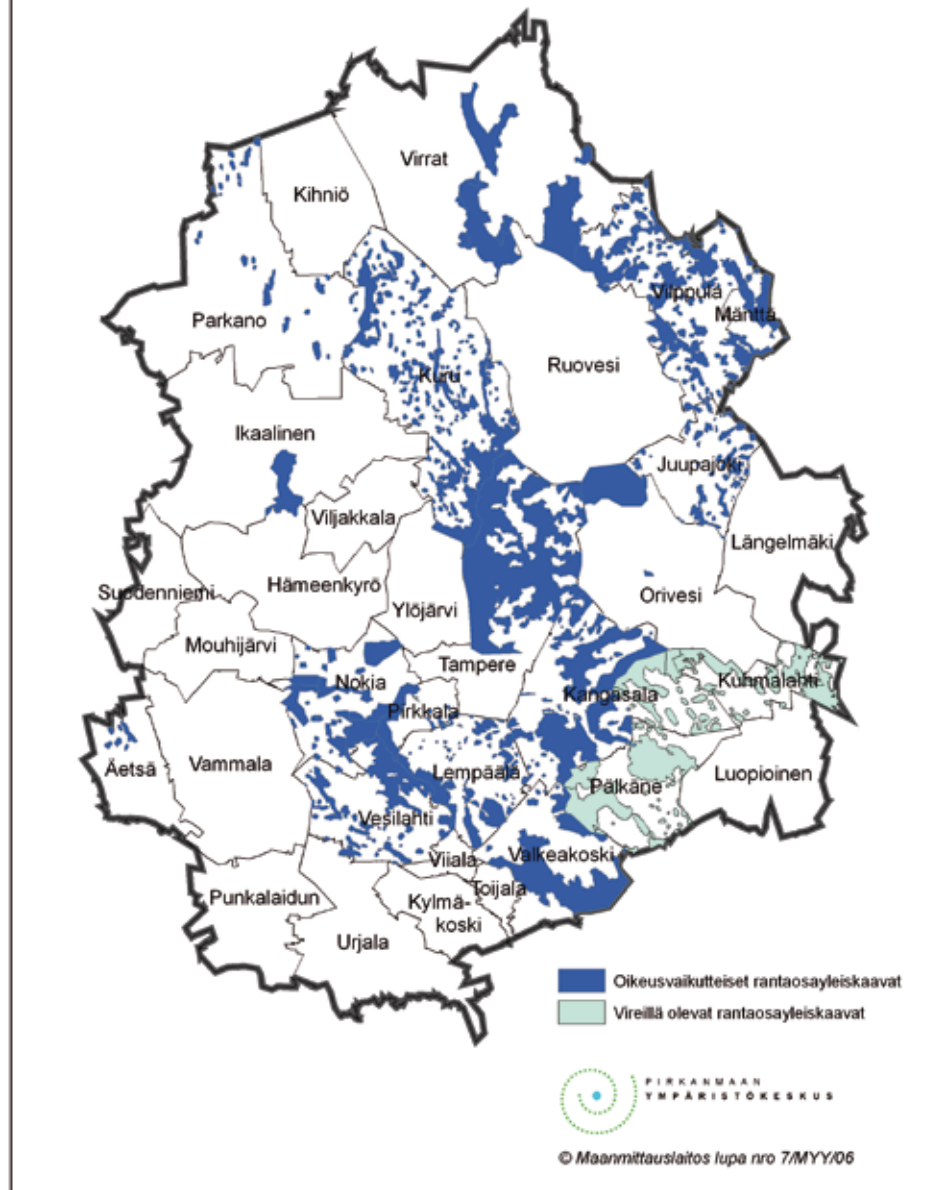 Virrat
Kihniö
Vilppula
Mänttä
Parkano
Ruovesi
Kuru
Ikaalinen
Juupajoki
Viljakkala
Längelmäki
Suodenniemi
Hämeenkyrö
Orivesi
Ylöjärvi
Mouhijärvi
Tampere
Nokia
Kangasala
Kuhmalahti
Pirkkala
Äetsä
Vammala
Lempäälä
Luopioinen
Pälkäne
Vesilahti
Viiala
Valkeakoski
Toijala
Punkalaidun
Kylmä-
koski
Urjala
Oikeusvaikutteiset rantaosayleiskaavat
Vireillä olevat rantaosayleiskaavat
PIRKANMAAN
YMPÄRISTÖKESKUS
© Maanmittauslaitos lupa nro 7/MYY/06